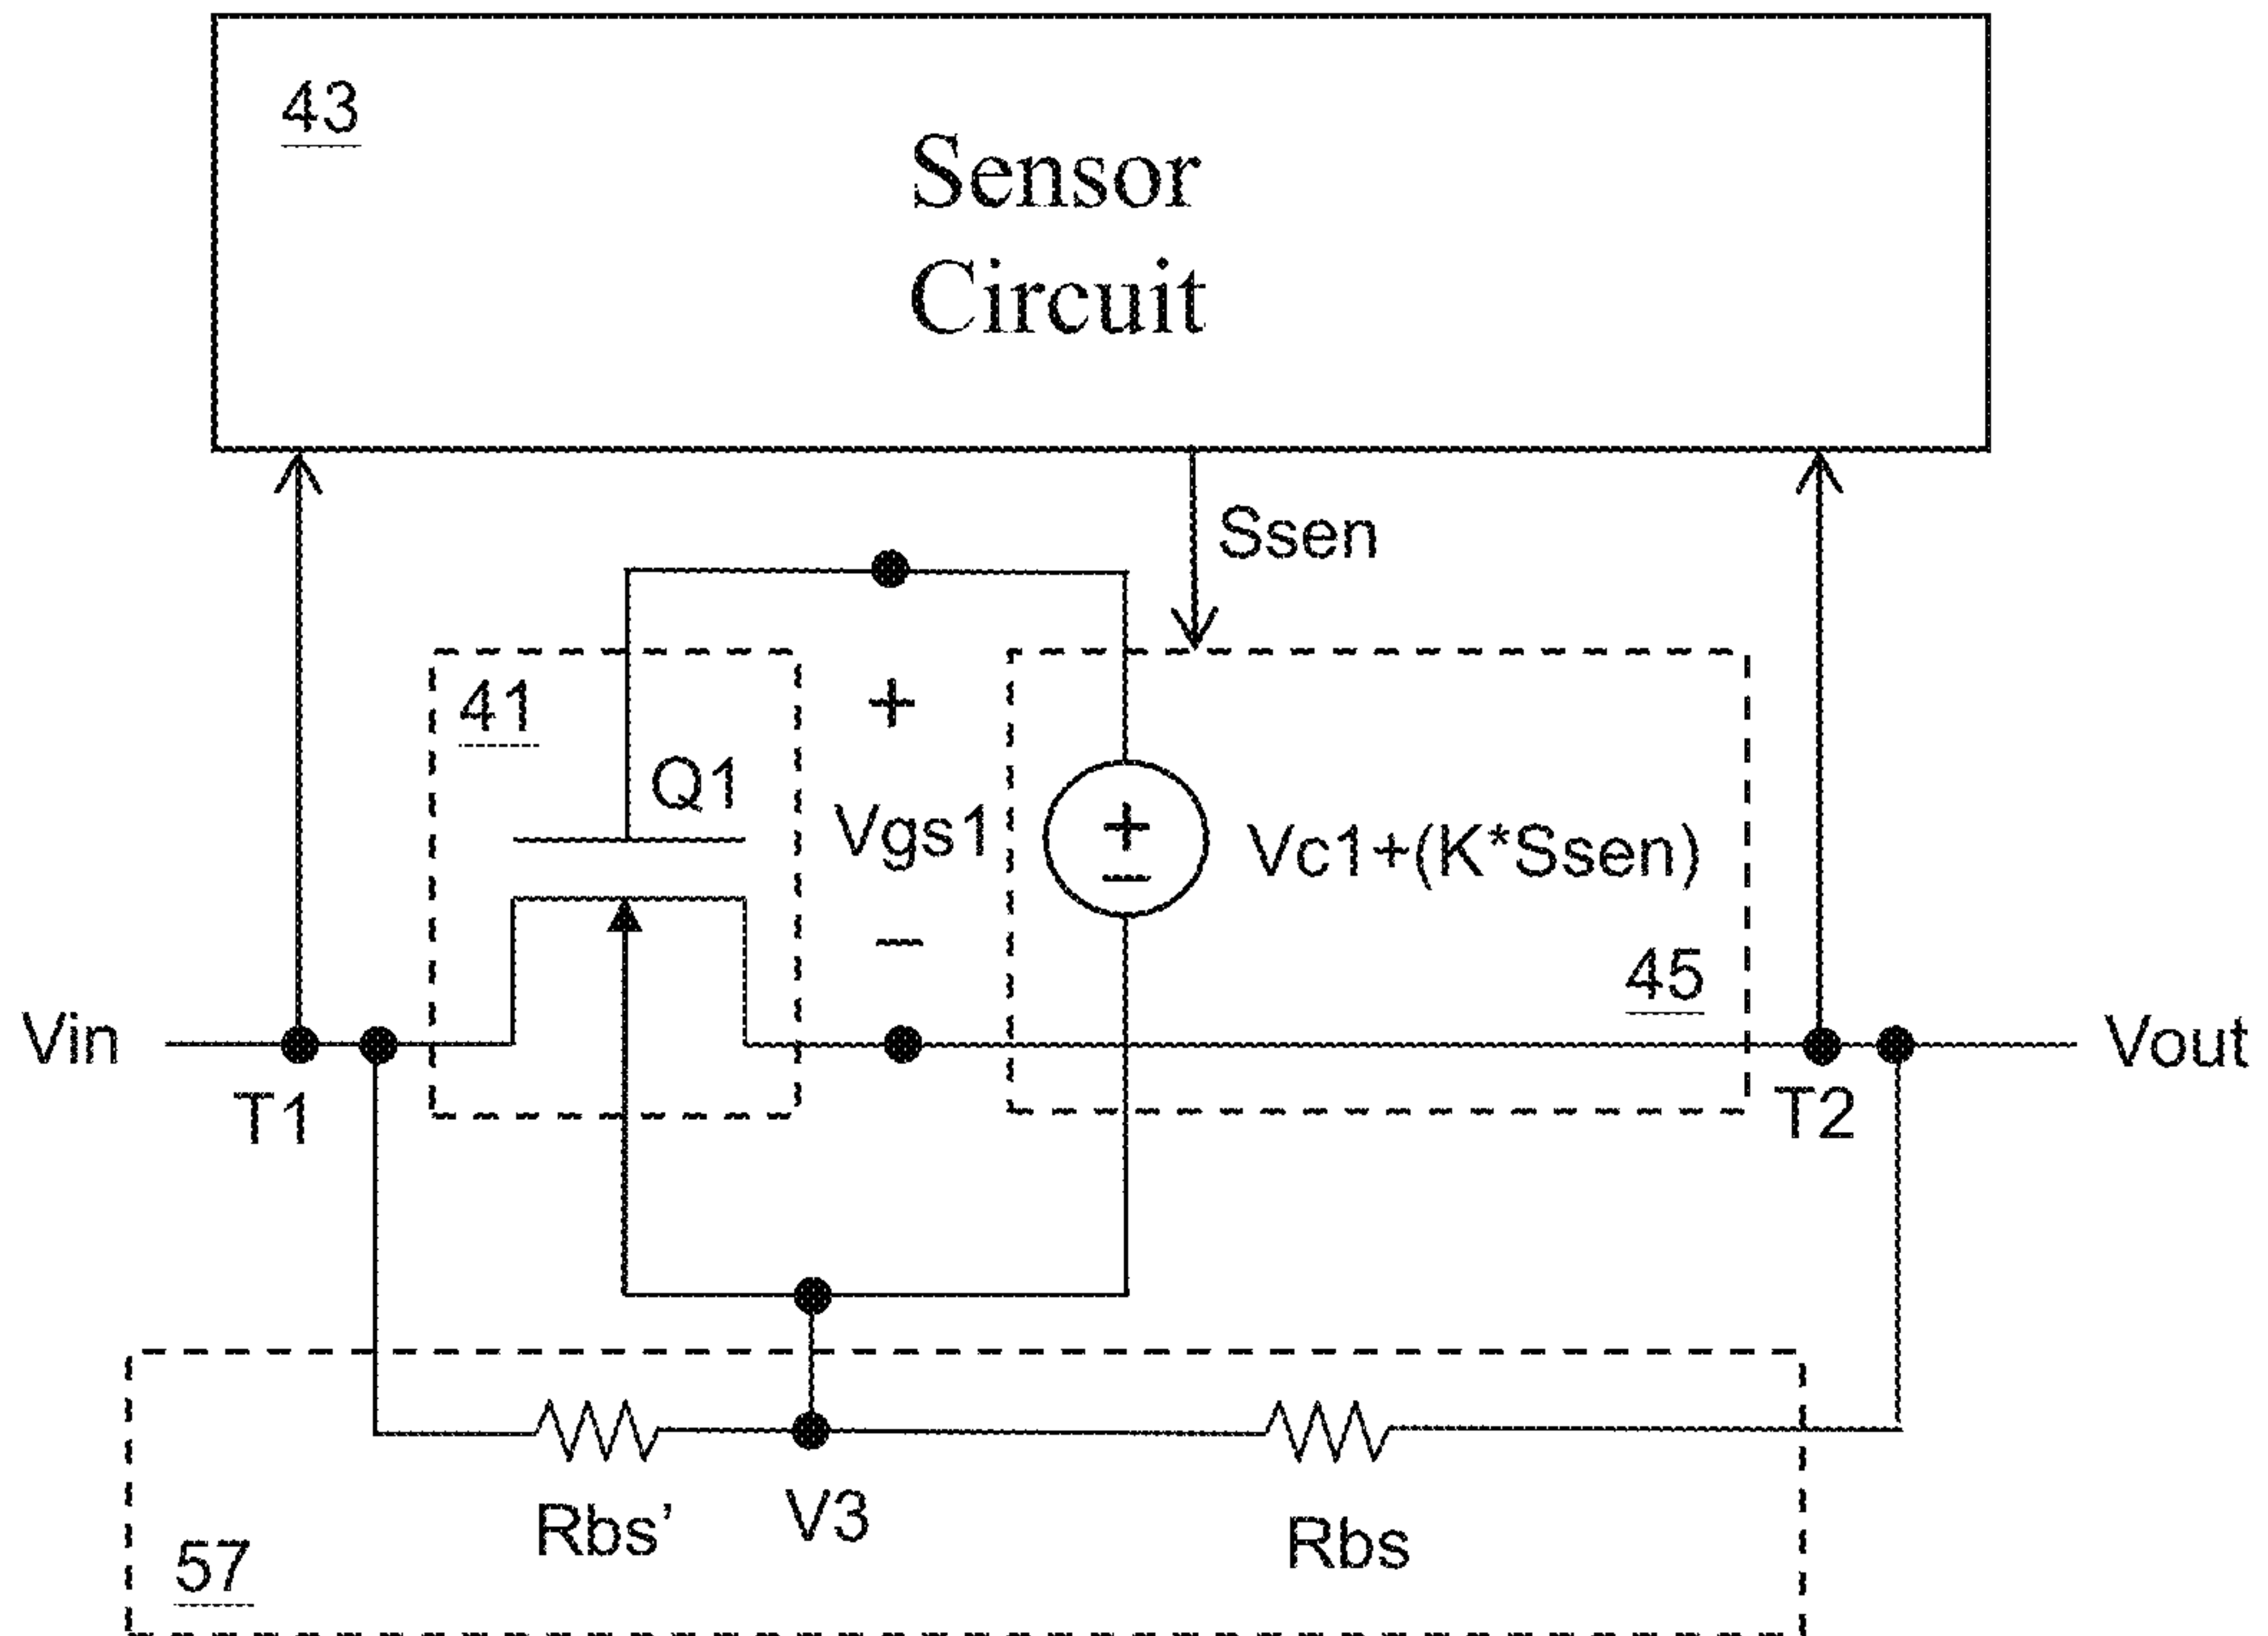 43
Sensor
Circuit
Ssen
41
+
Q1
Vgs1
+
−
Vc1+(K*Ssen)
−
45
Vin
Vout
T1
T2
Rbs’
V3
Rbs
57